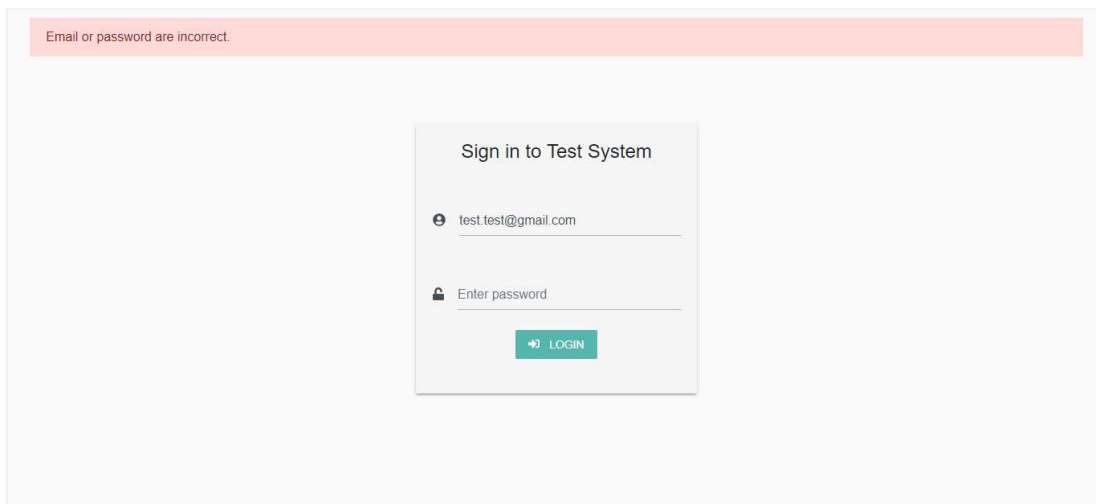 Email or password are incorrect.
Sign in to Test System
test.test@gmail.com
Enter password
LOGIN